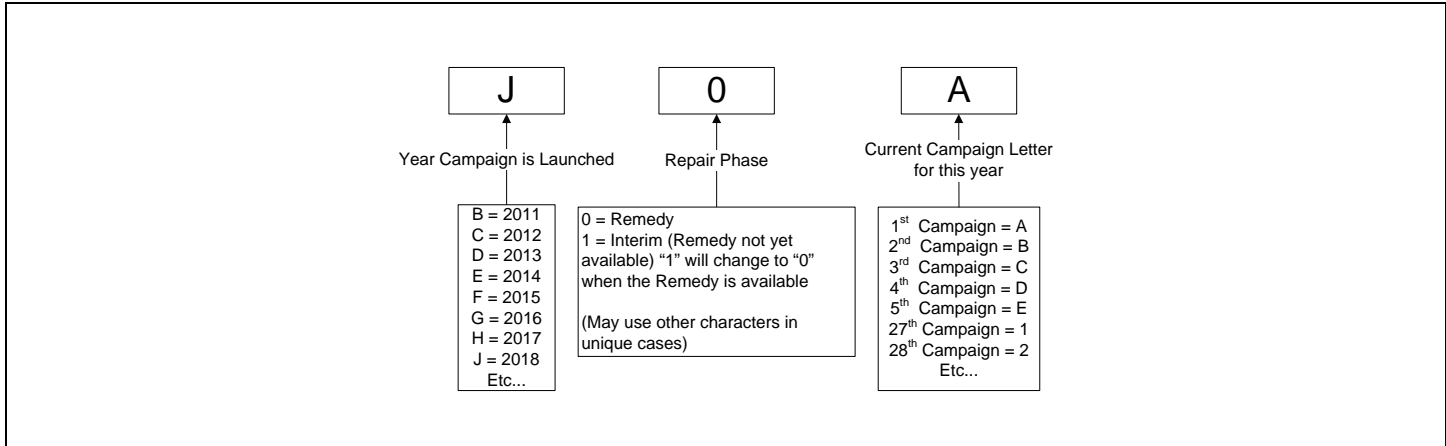 J
0
A
Year Campaign is Launched
Repair Phase
Current Campaign Letter
for this year
B = 2011
C = 2012
D = 2013
E = 2014
F = 2015
G = 2016
H = 2017
J = 2018
Etc...
0 = Remedy
1 = Interim (Remedy not yet
available) “1” will change to “0”
when the Remedy is available
(May use other characters in
unique cases)
1st Campaign = A
2nd Campaign = B
3rd Campaign = C
4th Campaign = D
5th Campaign = E
27th Campaign = 1
28th Campaign = 2
Etc...